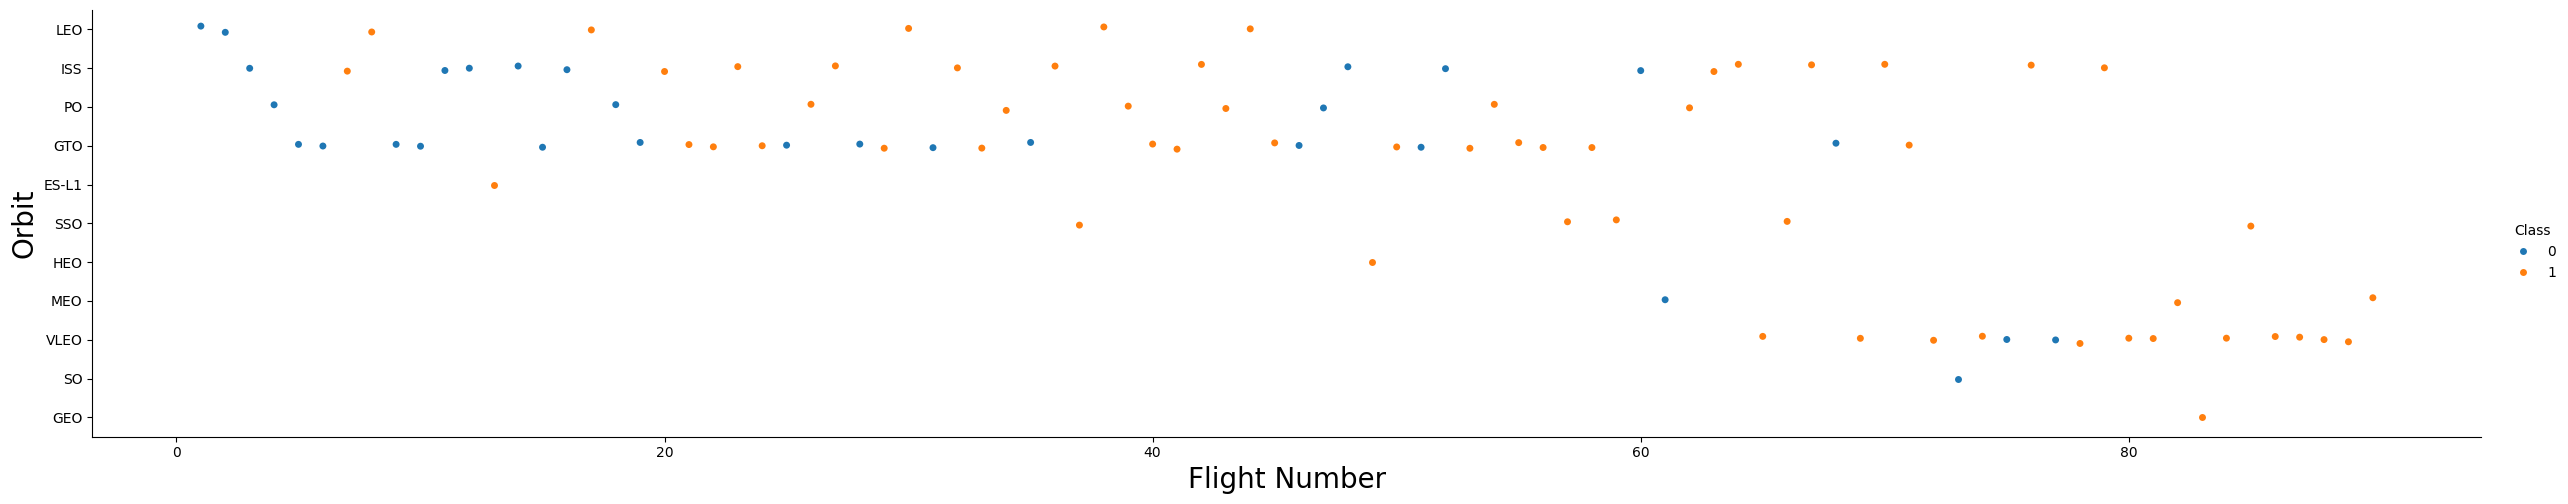 LEO
ISS
PO
GTO
ES-L1
SSO
HEO
MEO
VLEO
SO
GEO
Orbit
0 20 40 60 80
Flight Number
Class
0
1